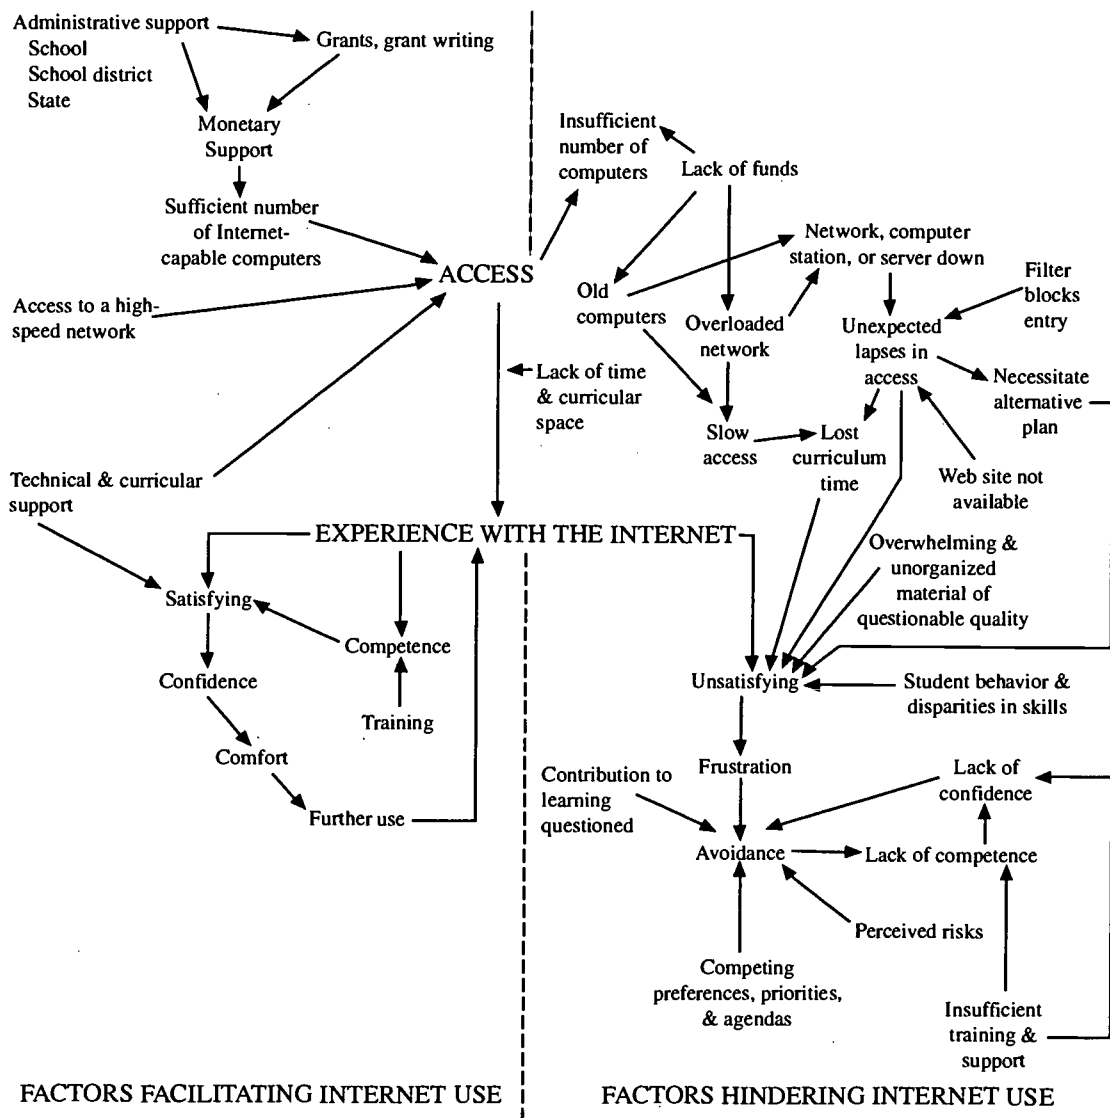 Administrative support
School
School district
State
Grants, grant writing
Monetary
Support
Sufficient number
of Internet-
capable computers
Access to a high-
speed network
ACCESS
Insufficient
number of
computers
Lack of funds
Old
computers
Overloaded
network
Network, computer
station, or server down
Filter
blocks
entry
Unexpected
lapses in
access
Necessitate
alternative
plan
Lack of time
& curricular
space
Slow
access
Lost
curriculum
time
Web site not
available
Technical & curricular
support
EXPERIENCE WITH THE INTERNET
Overwhelming &
unorganized
material of
questionable quality
Satisfying
Competence
Confidence
Training
Comfort
Further use
Unsatisfying
Student behavior &
disparities in skills
Frustration
Contribution to
learning
questioned
Lack of
confidence
Avoidance
Lack of competence
Perceived risks
Competing
preferences, priorities,
& agendas
Insufficient
training &
support
FACTORS FACILITATING INTERNET USE
FACTORS HINDERING INTERNET USE